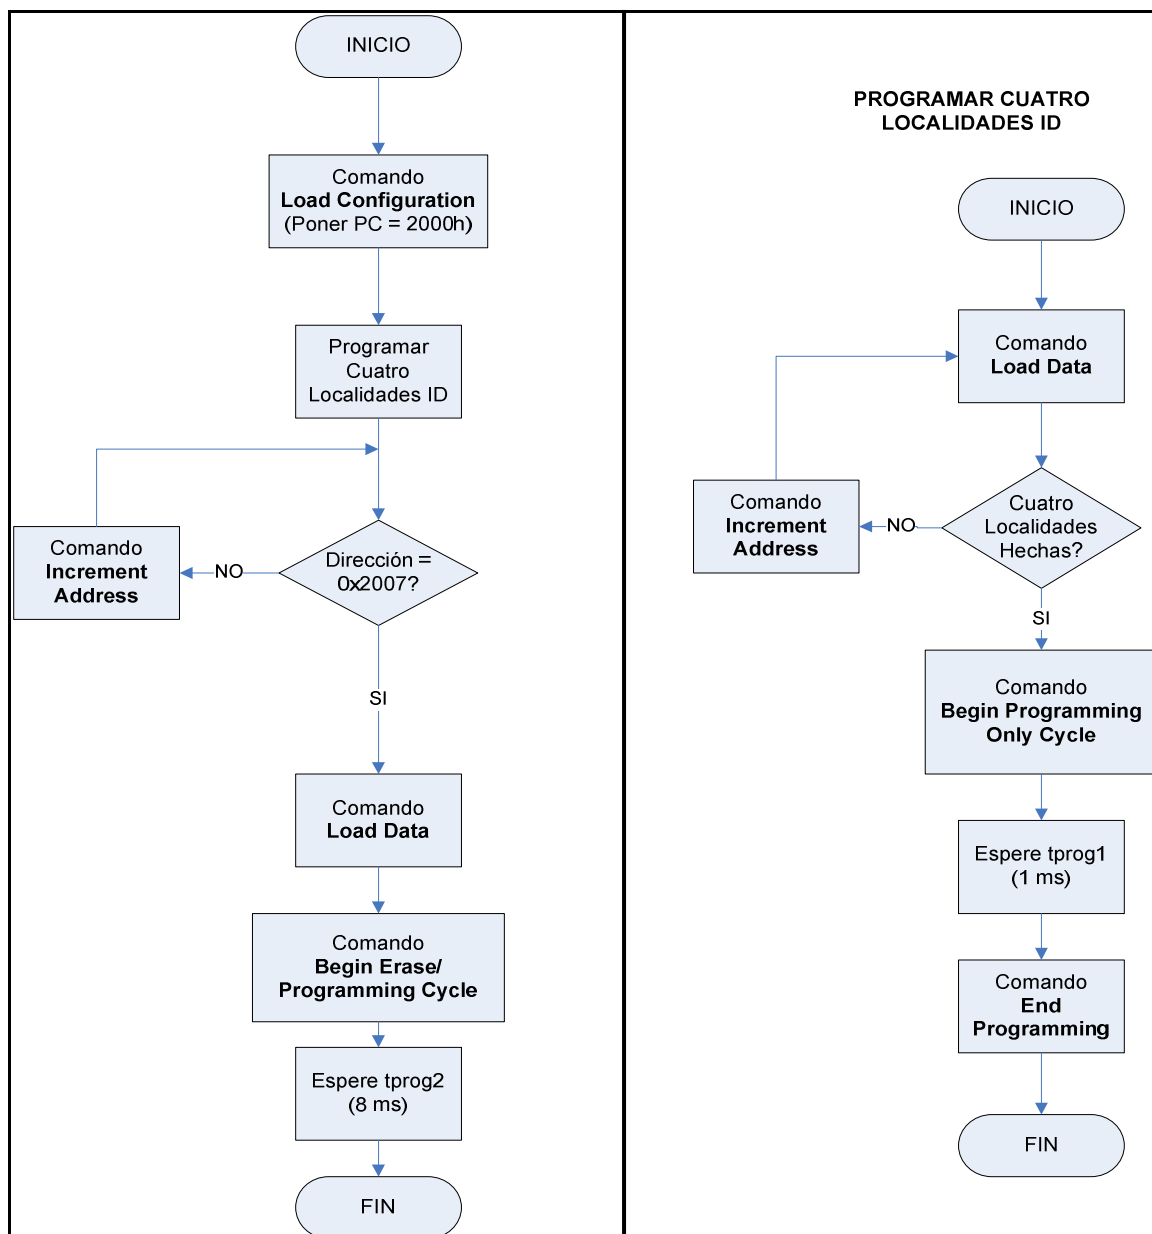 INICIO
Comando
Load Configuration
(Poner PC = 2000h)
Programar
Cuatro
Localidades ID
Comando
Increment
Address
NO
Dirección =
0x2007?
SI
Comando
Load Data
Comando
Begin Erase/
Programming Cycle
Espere tprog2
(8 ms)
FIN
PROGRAMAR CUATRO
LOCALIDADES ID
INICIO
Comando
Load Data
Comando
Increment
Address
NO
Cuatro
Localidades
Hechas?
SI
Comando
Begin Programming
Only Cycle
Espere tprog1
(1 ms)
Comando
End
Programming
FIN